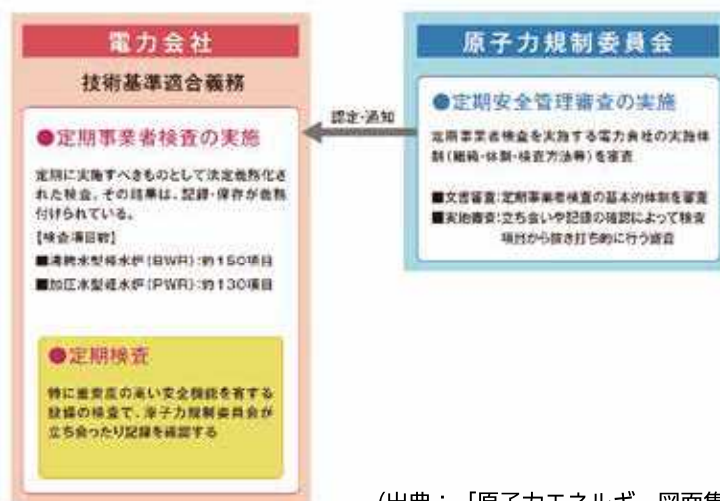 電力会社
技術基準適合義務
●定期事業者検査の実施
定期に実施すべきものとして法定義務化さ
れた検査。その結果は、記録・保存が義務
付けられている。
【検査項目数】
■沸騰水型軽水炉(BWR):約150項目
■加圧水型軽水炉(PWR):約130項目
●定期検査
特に重要度の高い安全機能を有する
設備の検査で、原子力規制委員会が
立ち会ったり記録を確認する
認定・通知
原子力規制委員会
●定期安全管理審査の実施
定期事業者検査を実施する電力会社の実施体
制(組織・体制・検査方法等)を審査
■文書審査:定期事業者検査の基本的体制を審査
■実地審査:立ち会いや記録の確認によって検査
項目から抜き打ち的に行う審査
(出典:「原子力エネルギー図面集